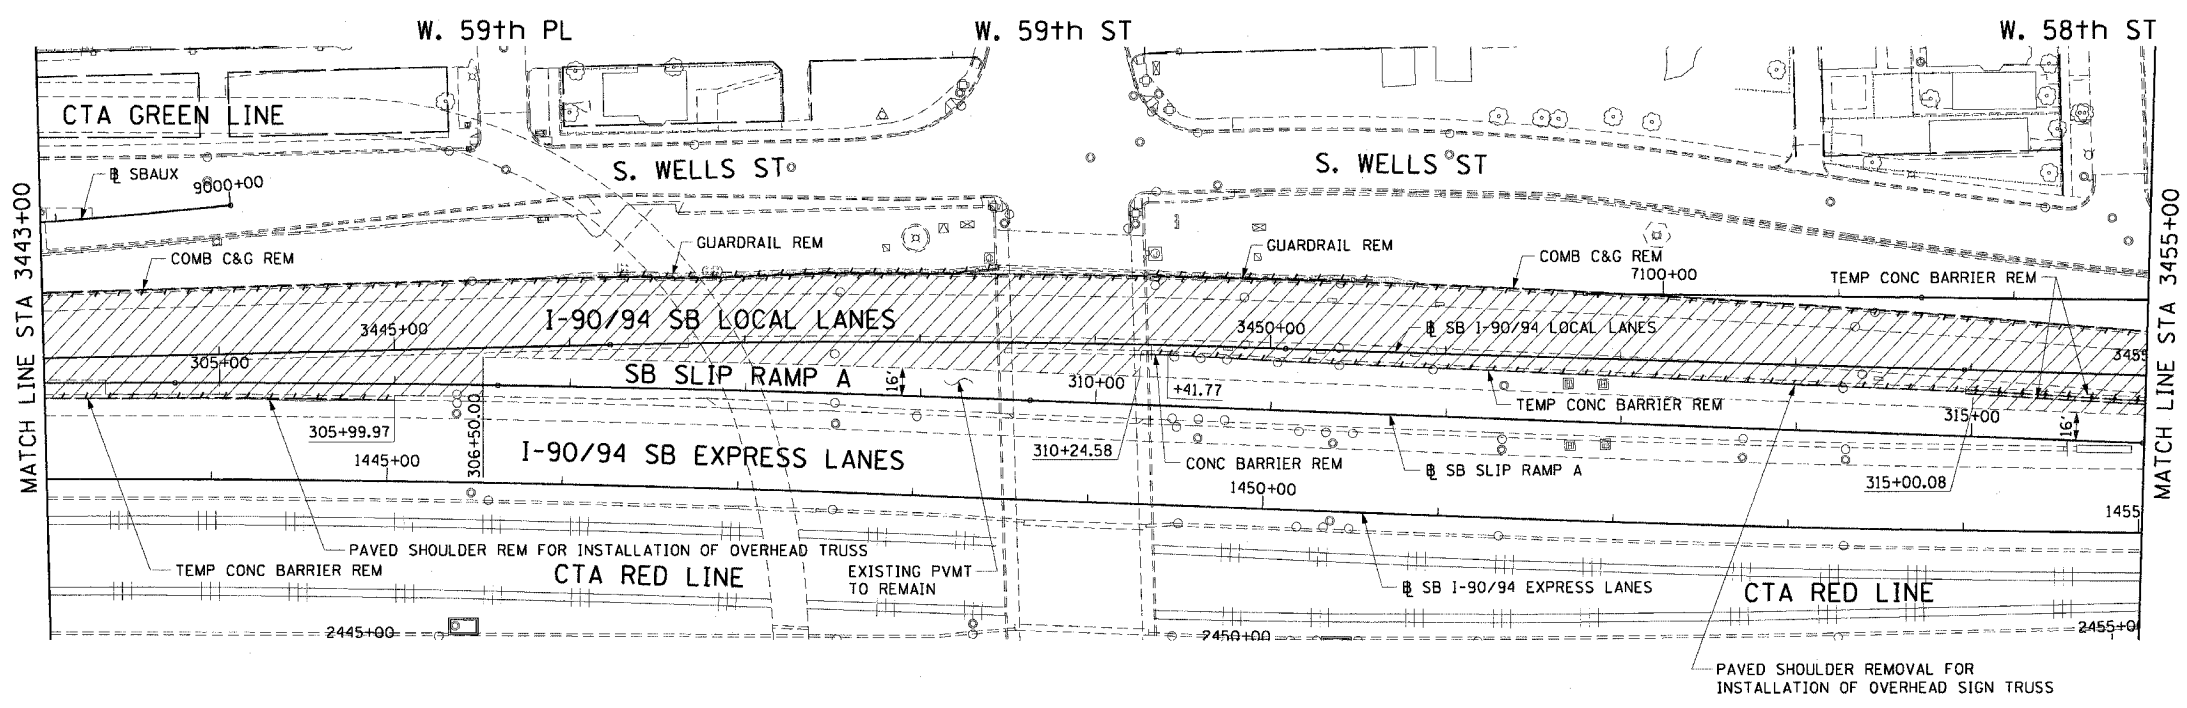 W. 59th PL
W. 59th ST
W. 58th ST
CTA GREEN LINE
S. WELLS ST
S. WELLS ST
℄ SBAUX
9000+00
MATCH LINE STA 3443+00
MATCH LINE STA 3455+00
COMB C&G REM
GUARDRAIL REM
GUARDRAIL REM
COMB C&G REM
7100+00
TEMP CONC BARRIER REM
I-90/94 SB LOCAL LANES
3445+00
3450+00
℄ SB I-90/94 LOCAL LANES
3455
305+00
SB SLIP RAMP A
16'
310+00
+41.77
TEMP CONC BARRIER REM
315+00
16'
305+99.97
306+50.00
1445+00
I-90/94 SB EXPRESS LANES
310+24.58
CONC BARRIER REM
℄ SB SLIP RAMP A
1450+00
315+00.08
1455
PAVED SHOULDER REM FOR INSTALLATION OF OVERHEAD TRUSS
TEMP CONC BARRIER REM
CTA RED LINE
EXISTING PVMT
TO REMAIN
℄ SB I-90/94 EXPRESS LANES
CTA RED LINE
2445+00
2450+00
2455+0
PAVED SHOULDER REMOVAL FOR
INSTALLATION OF OVERHEAD SIGN TRUSS